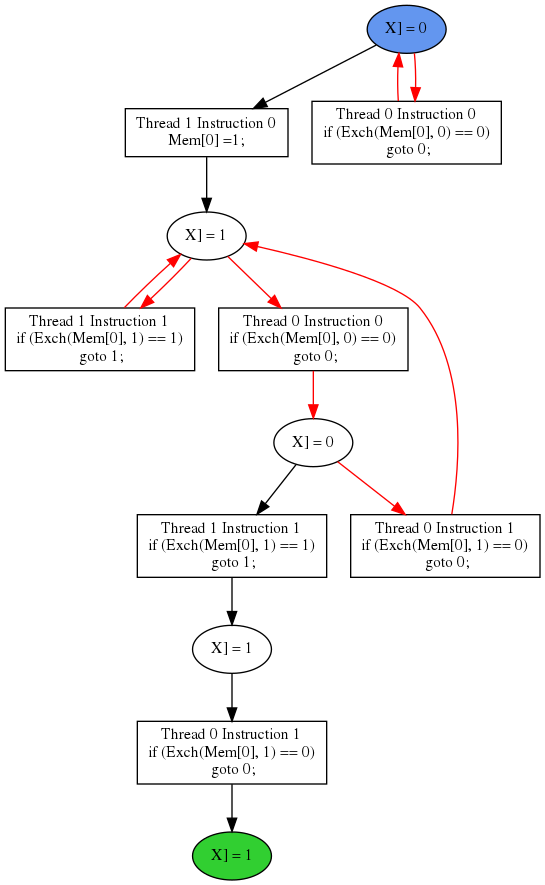 X] = 0
Thread 0 Instruction 0
if (Exch(Mem[0], 0) == 0)
goto 0;
Thread 1 Instruction 0
Mem[0] =1;
X] = 1
Thread 1 Instruction 1
if (Exch(Mem[0], 1) == 1)
goto 1;
Thread 0 Instruction 0
if (Exch(Mem[0], 0) == 0)
goto 0;
X] = 0
Thread 1 Instruction 1
if (Exch(Mem[0], 1) == 1)
goto 1;
Thread 0 Instruction 1
if (Exch(Mem[0], 1) == 0)
goto 0;
X] = 1
Thread 0 Instruction 1
if (Exch(Mem[0], 1) == 0)
goto 0;
X] = 1